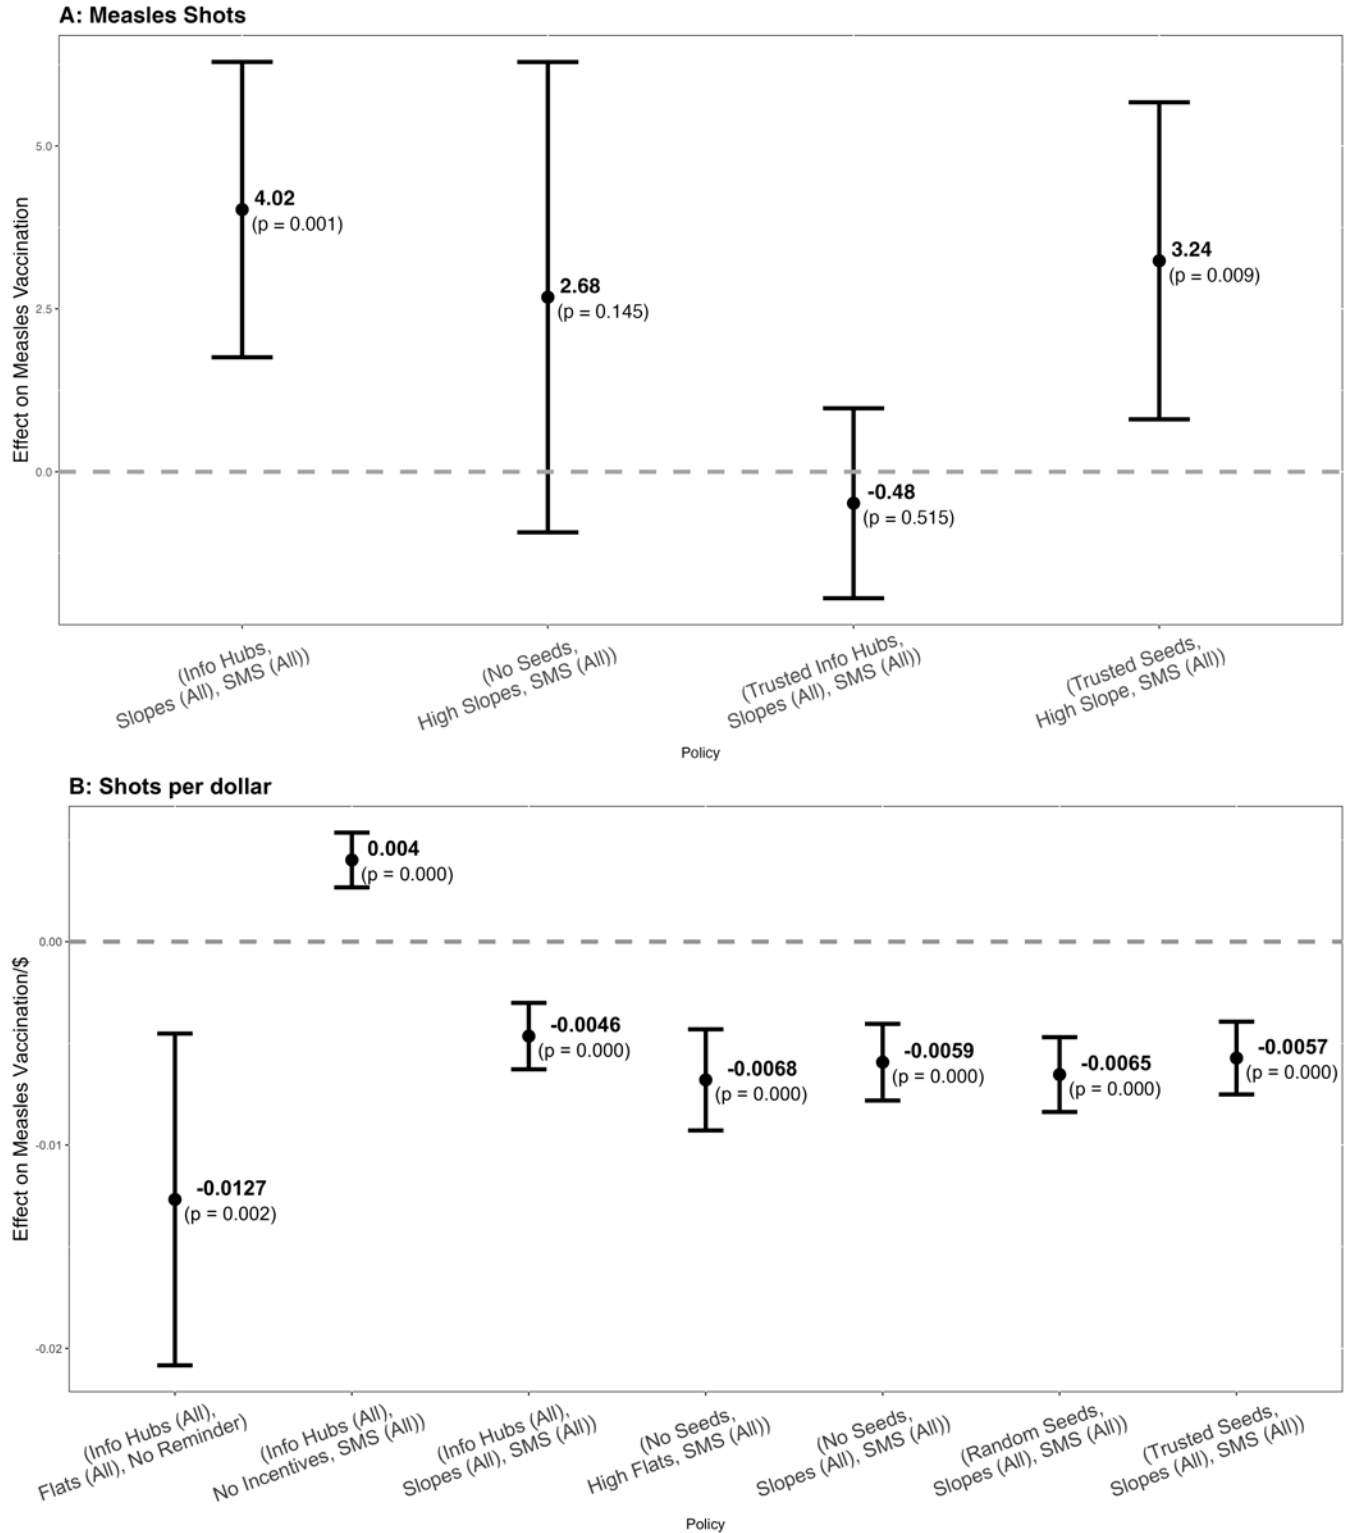 A: Measles Shots
Effect on Measles Vaccination
5.0
2.5
0.0
4.02
(p = 0.001)
2.68
(p = 0.145)
-0.48
(p = 0.515)
3.24
(p = 0.009)
(Info Hubs,
Slopes (All), SMS (All))
(No Seeds,
High Slopes, SMS (All))
(Trusted Info Hubs,
Slopes (All), SMS (All))
(Trusted Seeds,
High Slope, SMS (All))
Policy
B: Shots per dollar
Effect on Measles Vaccination/$
0.00
-0.01
-0.02
-0.0127
(p = 0.002)
0.004
(p = 0.000)
-0.0046
(p = 0.000)
-0.0068
(p = 0.000)
-0.0059
(p = 0.000)
-0.0065
(p = 0.000)
-0.0057
(p = 0.000)
(Info Hubs (All),
Flats (All), No Reminder)
(Info Hubs (All),
No Incentives, SMS (All))
(Info Hubs (All),
Slopes (All), SMS (All))
(No Seeds,
High Flats, SMS (All))
(No Seeds,
Slopes (All), SMS (All))
(Random Seeds,
Slopes (All), SMS (All))
(Trusted Seeds,
Slopes (All), SMS (All))
Policy